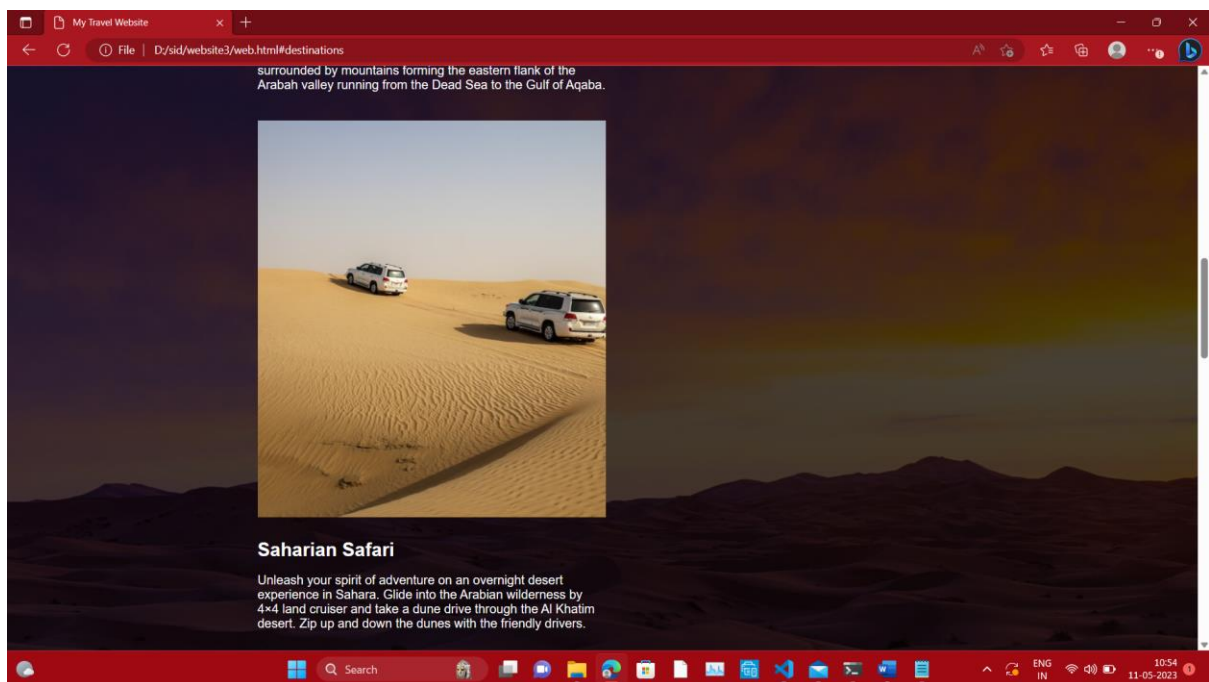 My Travel Website
File | D:/sid/website3/web.html#destinations
surrounded by mountains forming the eastern flank of the
Arabah valley running from the Dead Sea to the Gulf of Aqaba.
Saharian Safari
Unleash your spirit of adventure on an overnight desert
experience in Sahara. Glide into the Arabian wilderness by
4×4 land cruiser and take a dune drive through the Al Khatim
desert. Zip up and down the dunes with the friendly drivers.
Search
ENG
IN
10:54
11-05-2023
1